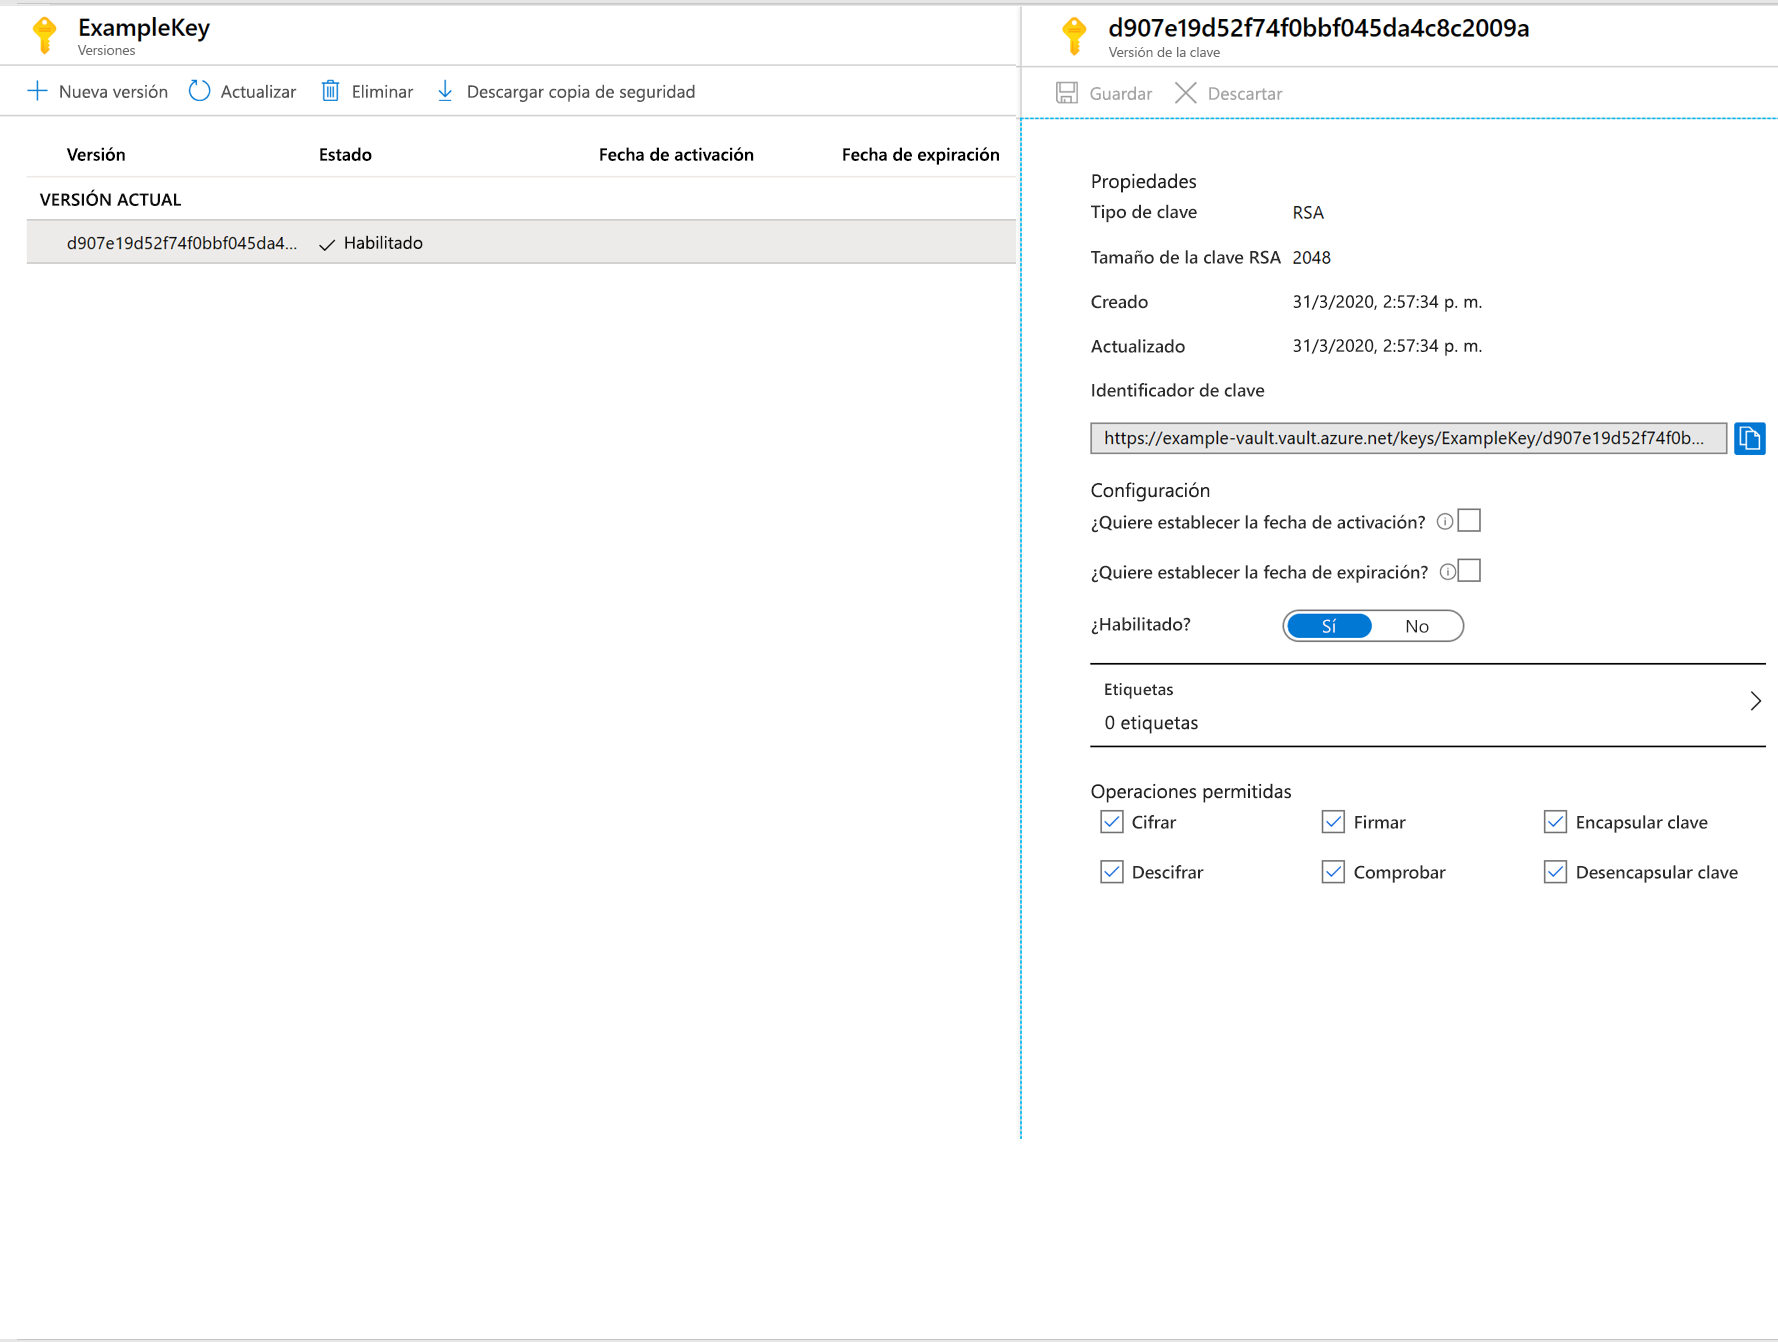 ExampleKey
Versiones
Nueva versión Actualizar Eliminar Descargar copia de seguridad
Versión Estado Fecha de activación Fecha de expiración
VERSIÓN ACTUAL
d907e19d52f74f0bbf045da4... Habilitado
d907e19d52f74f0bbf045da4c8c2009a
Versión de la clave
Guardar Descartar
Propiedades
Tipo de clave RSA
Tamaño de la clave RSA 2048
Creado 31/3/2020, 2:57:34 p. m.
Actualizado 31/3/2020, 2:57:34 p. m.
Identificador de clave
https://example-vault.vault.azure.net/keys/ExampleKey/d907e19d52f74f0b...
Configuración
¿Quiere establecer la fecha de activación?
¿Quiere establecer la fecha de expiración?
¿Habilitado? Sí No
Etiquetas
0 etiquetas
Operaciones permitidas
Cifrar Firmar Encapsular clave
Descifrar Comprobar Desencapsular clave